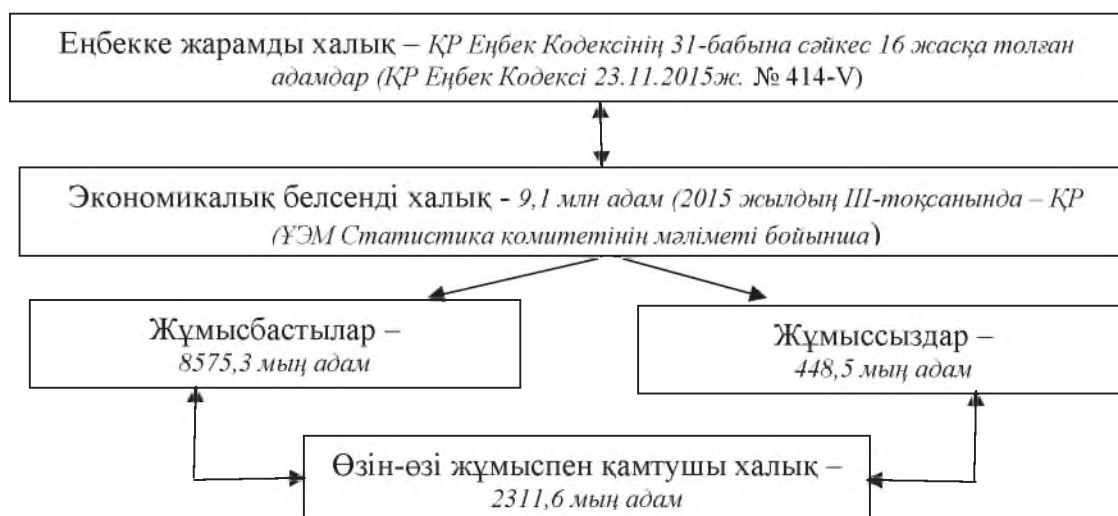 Еңбекке жарамды халық – ҚР Еңбек Кодексінің 31-бабына сәйкес 16 жасқа толған
адамдар (ҚР Еңбек Кодексі 23.11.2015ж. № 414-V)
Экономикалық белсенді халық - 9,1 млн адам (2015 жылдың III-тоқсанында – ҚР
(ҰЭМ Статистика комитетінің мәліметі бойынша)
Жұмысбастылар –
8575,3 мың адам
Жұмыссыздар –
448,5 мың адам
Өзін-өзі жұмыспен қамтушы халық –
2311,6 мың адам